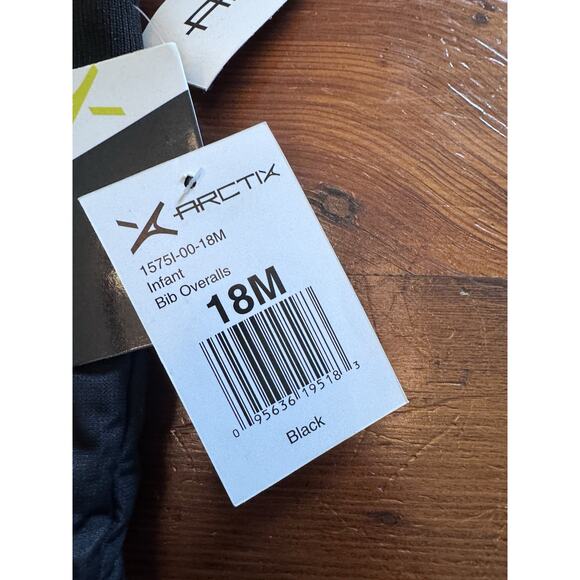 ARCTIX
1575I-00-18M
Infant
Bib Overalls
18M
0 95636 19518 3
Black